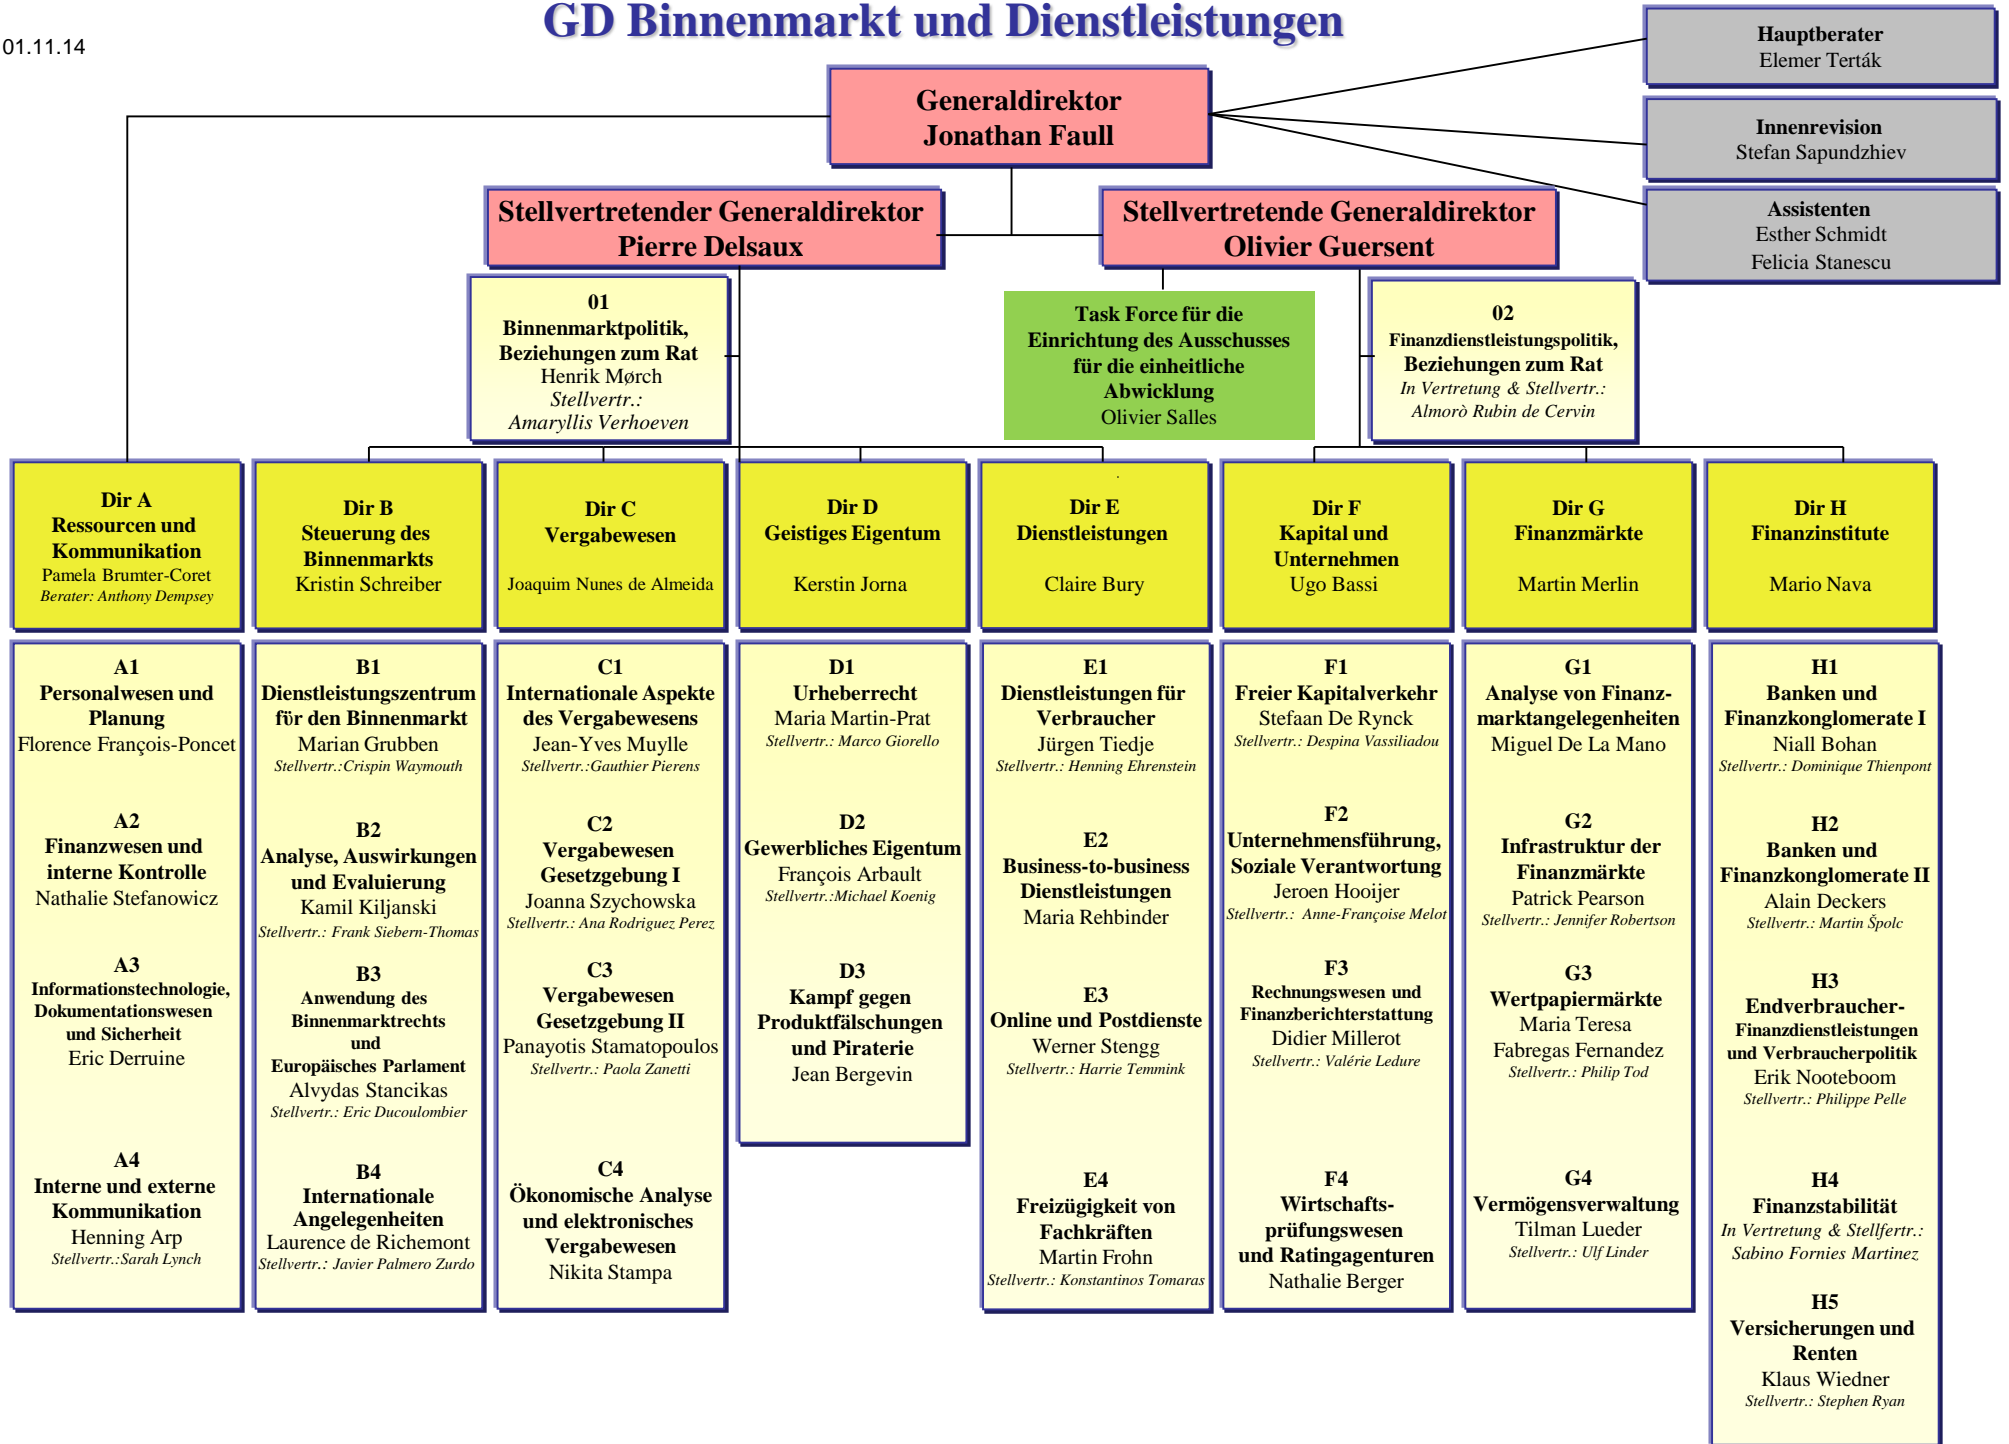 GD Binnenmarkt und Dienstleistungen
01.11.14
Hauptberater
Elemer Terták
Generaldirektor
Jonathan Faull
Innenrevision
Stefan Sapundzhiev
Assistenten
Esther Schmidt
Felicia Stanescu
Stellvertretender Generaldirektor
Pierre Delsaux
Stellvertretende Generaldirektor
Olivier Guersent
01
Binnenmarktpolitik,
Beziehungen zum Rat
Henrik Mørch
Stellvertr.:
Amaryllis Verhoeven
Task Force für die
Einrichtung des Ausschusses
für die einheitliche
Abwicklung
Olivier Salles
02
Finanzdienstleistungspolitik,
Beziehungen zum Rat
In Vertretung & Stellvertr.:
Almorò Rubin de Cervin
Dir A
Ressourcen und
Kommunikation
Pamela Brumter-Coret
Berater: Anthony Dempsey
Dir B
Steuerung des
Binnenmarkts
Kristin Schreiber
Dir C
Vergabewesen
Joaquim Nunes de Almeida
Dir D
Geistiges Eigentum
Kerstin Jorna
Dir E
Dienstleistungen
Claire Bury
Dir F
Kapital und
Unternehmen
Ugo Bassi
Dir G
Finanzmärkte
Martin Merlin
Dir H
Finanzinstitute
Mario Nava
A1
Personalwesen und
Planung
Florence François-Poncet
A2
Finanzwesen und
interne Kontrolle
Nathalie Stefanowicz
A3
Informationstechnologie,
Dokumentationswesen
und Sicherheit
Eric Derruine
A4
Interne und externe
Kommunikation
Henning Arp
Stellvertr.:Sarah Lynch
B1
Dienstleistungszentrum
fϋr den Binnenmarkt
Marian Grubben
Stellvertr.:Crispin Waymouth
B2
Analyse, Auswirkungen
und Evaluierung
Kamil Kiljanski
Stellvertr.: Frank Siebern-Thomas
B3
Anwendung des
Binnenmarktrechts
und
Europäisches Parlament
Alvydas Stancikas
Stellvertr.: Eric Ducoulombier
B4
Internationale
Angelegenheiten
Laurence de Richemont
Stellvertr.: Javier Palmero Zurdo
C1
Internationale Aspekte
des Vergabewesens
Jean-Yves Muylle
Stellvertr.:Gauthier Pierens
C2
Vergabewesen
Gesetzgebung I
Joanna Szychowska
Stellvertr.: Ana Rodriguez Perez
C3
Vergabewesen
Gesetzgebung II
Panayotis Stamatopoulos
Stellvertr.: Paola Zanetti
C4
Ökonomische Analyse
und elektronisches
Vergabewesen
Nikita Stampa
D1
Urheberrecht
Maria Martin-Prat
Stellvertr.: Marco Giorello
D2
Gewerbliches Eigentum
François Arbault
Stellvertr.:Michael Koenig
D3
Kampf gegen
Produktfälschungen
und Piraterie
Jean Bergevin
E1
Dienstleistungen für
Verbraucher
Jürgen Tiedje
Stellvertr.: Henning Ehrenstein
E2
Business-to-business
Dienstleistungen
Maria Rehbinder
E3
Online und Postdienste
Werner Stengg
Stellvertr.: Harrie Temmink
E4
Freizügigkeit von
Fachkräften
Martin Frohn
Stellvertr.: Konstantinos Tomaras
F1
Freier Kapitalverkehr
Stefaan De Rynck
Stellvertr.: Despina Vassiliadou
F2
Unternehmensführung,
Soziale Verantwortung
Jeroen Hooijer
Stellvertr.: Anne-Françoise Melot
F3
Rechnungswesen und
Finanzberichterstattung
Didier Millerot
Stellvertr.: Valérie Ledure
F4
Wirtschafts-
prüfungswesen
und Ratingagenturen
Nathalie Berger
G1
Analyse von Finanz-
marktangelegenheiten
Miguel De La Mano
G2
Infrastruktur der
Finanzmärkte
Patrick Pearson
Stellvertr.: Jennifer Robertson
G3
Wertpapiermärkte
Maria Teresa
Fabregas Fernandez
Stellvertr.: Philip Tod
G4
Vermögensverwaltung
Tilman Lueder
Stellvertr.: Ulf Linder
H1
Banken und
Finanzkonglomerate I
Niall Bohan
Stellvertr.: Dominique Thienpont
H2
Banken und
Finanzkonglomerate II
Alain Deckers
Stellvertr.: Martin Špolc
H3
Endverbraucher-
Finanzdienstleistungen
und Verbraucherpolitik
Erik Nooteboom
Stellvertr.: Philippe Pelle
H4
Finanzstabilität
In Vertretung & Stellfertr.:
Sabino Fornies Martinez
H5
Versicherungen und
Renten
Klaus Wiedner
Stellvertr.: Stephen Ryan